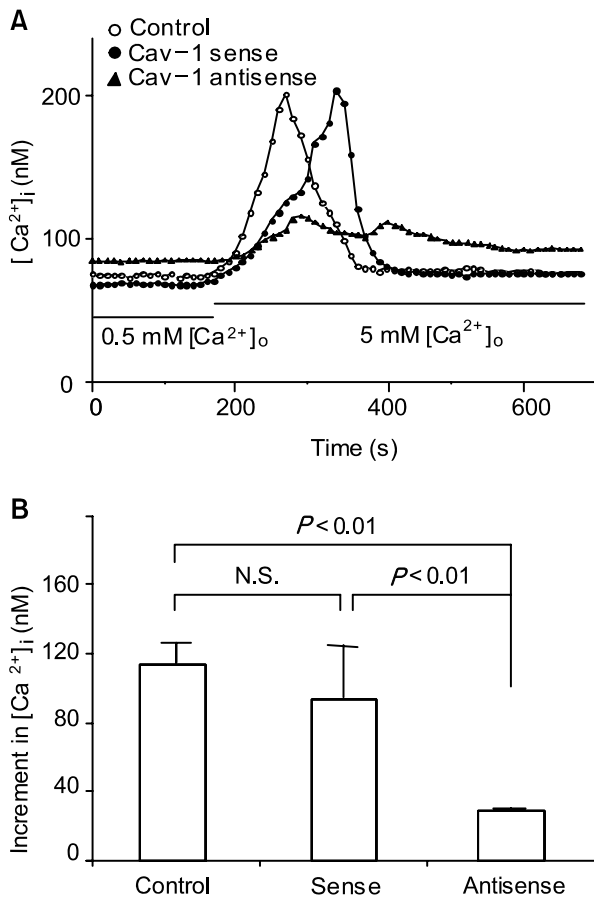 A
Control
Cav-1 sense
Cav-1 antisense
200
100
0
[Ca²⁺]ᵢ (nM)
0.5 mM [Ca²⁺]ₒ
5 mM [Ca²⁺]ₒ
0 200 400 600
Time (s)
B
P<0.01
N.S.
P<0.01
160
120
80
40
0
Increment in [Ca²⁺]ᵢ (nM)
Control Sense Antisense